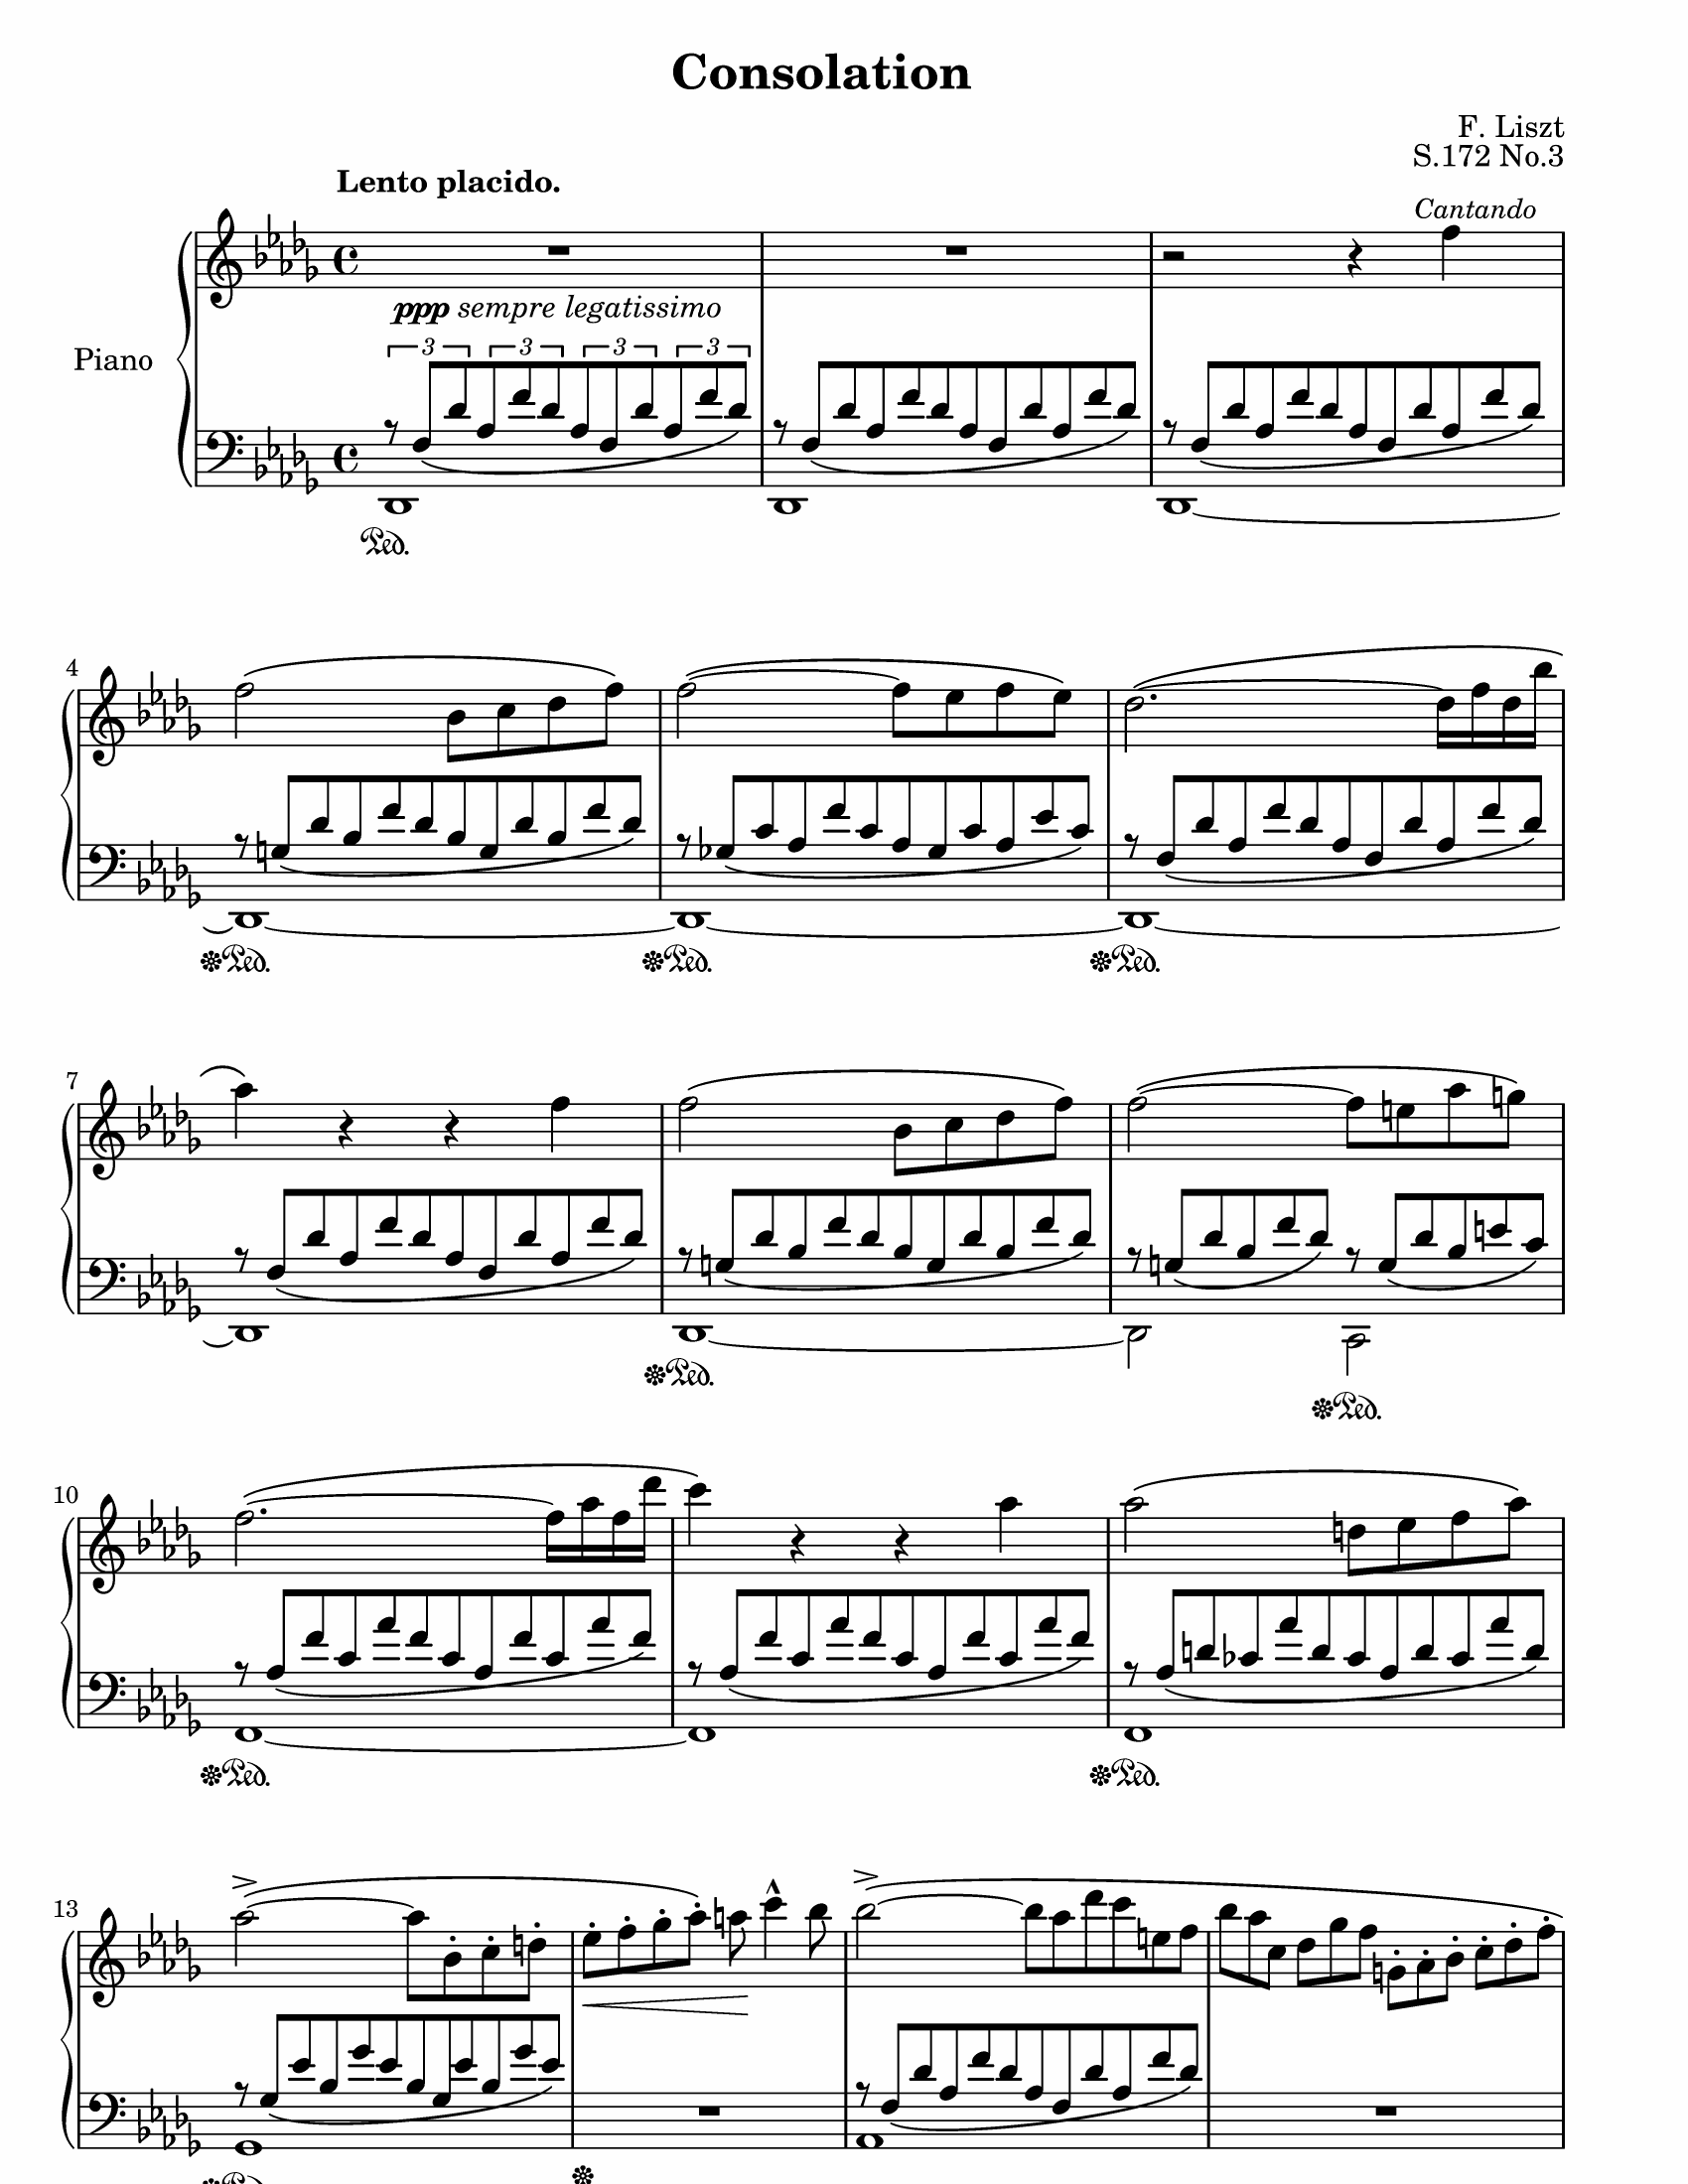 Consolation
F. Liszt
S.172 No.3
Lento placido.
Cantando
ppp sempre legatissimo
3 3 3 3
Piano
Ped.
4
Ped. Ped. Ped.
7
Ped. Ped.
10
Ped. Ped.
13
Ped.